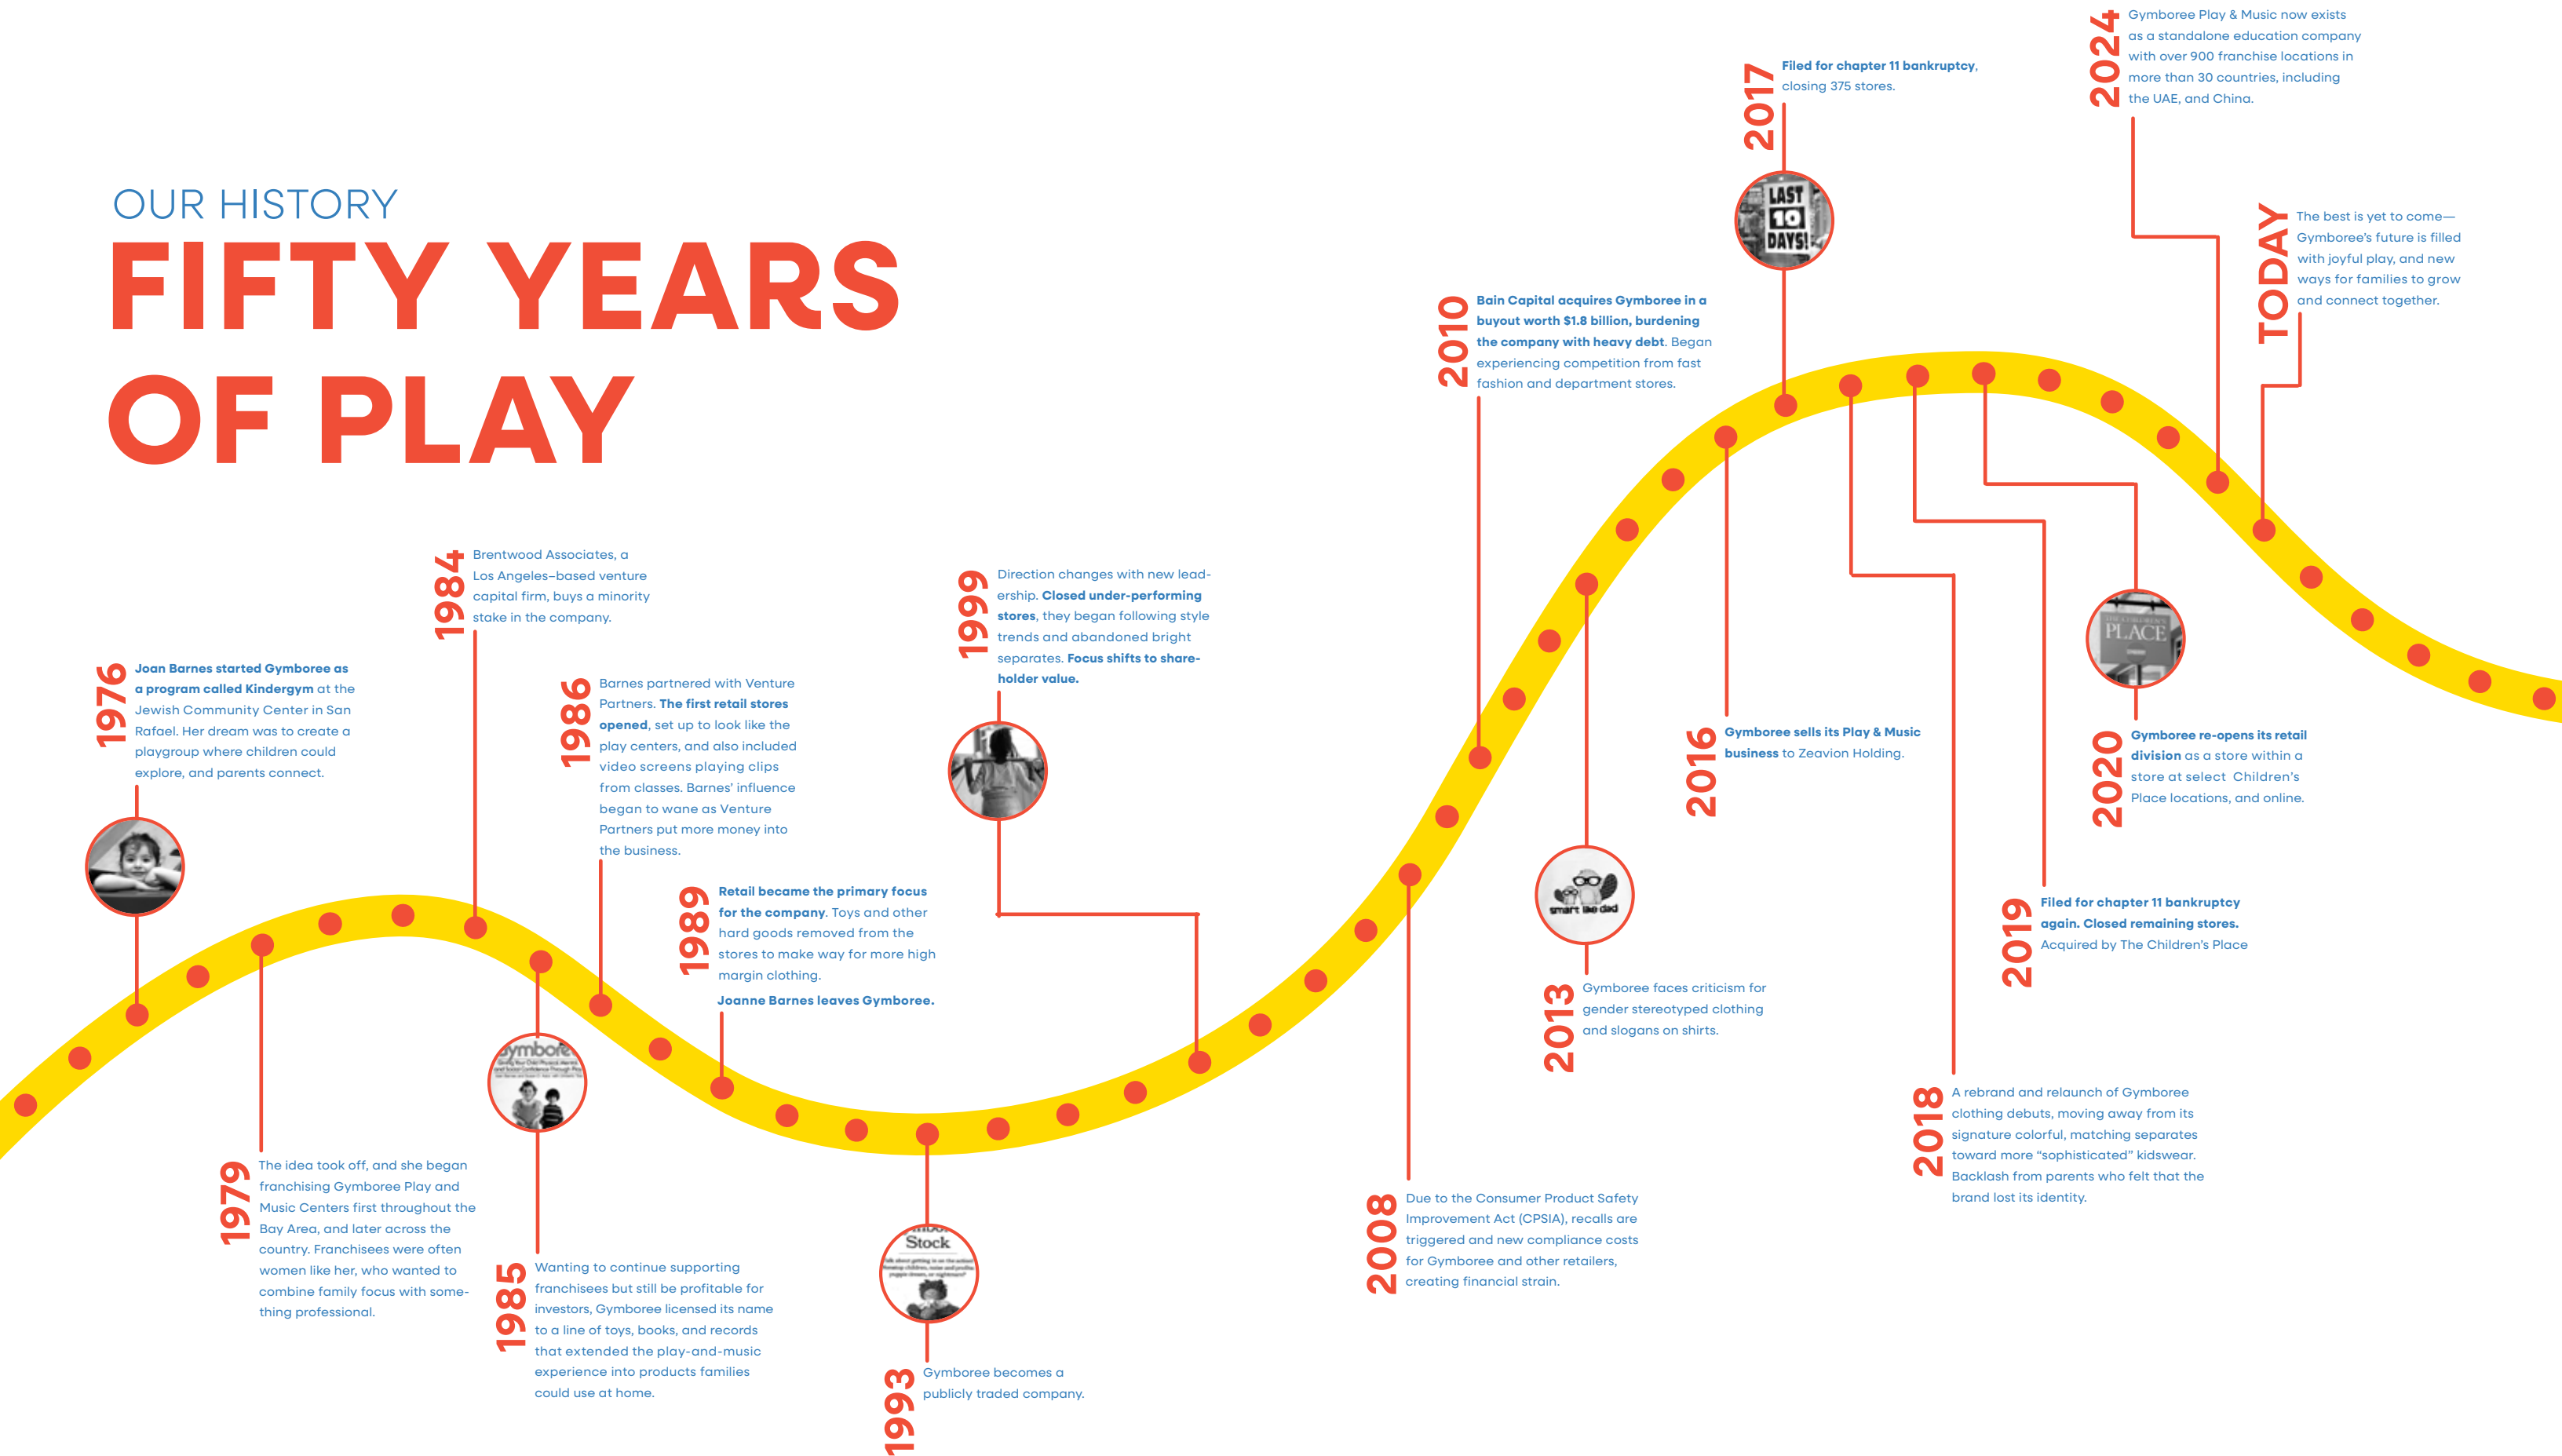 OUR HISTORY
FIFTY YEARS
OF PLAY
1976
Joan Barnes started Gymboree as
a program called Kindergym at the
Jewish Community Center in San
Rafael. Her dream was to create a
playgroup where children could
explore, and parents connect.
1979
The idea took off, and she began
franchising Gymboree Play and
Music Centers first throughout the
Bay Area, and later across the
country. Franchisees were often
women like her, who wanted to
combine family focus with some-
thing professional.
1984
Brentwood Associates, a
Los Angeles–based venture
capital firm, buys a minority
stake in the company.
1985
Wanting to continue supporting
franchisees but still be profitable for
investors, Gymboree licensed its name
to a line of toys, books, and records
that extended the play-and-music
experience into products families
could use at home.
1986
Barnes partnered with Venture
Partners. The first retail stores
opened, set up to look like the
play centers, and also included
video screens playing clips
from classes. Barnes' influence
began to wane as Venture
Partners put more money into
the business.
1989
Retail became the primary focus
for the company. Toys and other
hard goods removed from the
stores to make way for more high
margin clothing.
Joanne Barnes leaves Gymboree.
Stock
1993
Gymboree becomes a
publicly traded company.
1999
Direction changes with new lead-
ership. Closed under-performing
stores, they began following style
trends and abandoned bright
separates. Focus shifts to share-
holder value.
2008
Due to the Consumer Product Safety
Improvement Act (CPSIA), recalls are
triggered and new compliance costs
for Gymboree and other retailers,
creating financial strain.
2010
Bain Capital acquires Gymboree in a
buyout worth $1.8 billion, burdening
the company with heavy debt. Began
experiencing competition from fast
fashion and department stores.
smart like dad
2013
Gymboree faces criticism for
gender stereotyped clothing
and slogans on shirts.
2016
Gymboree sells its Play & Music
business to Zeavion Holding.
2017
Filed for chapter 11 bankruptcy,
closing 375 stores.
LAST
10
DAYS!
2018
A rebrand and relaunch of Gymboree
clothing debuts, moving away from its
signature colorful, matching separates
toward more “sophisticated” kidswear.
Backlash from parents who felt that the
brand lost its identity.
2019
Filed for chapter 11 bankruptcy
again. Closed remaining stores.
Acquired by The Children's Place
THE CHILDREN'S
PLACE
2020
Gymboree re-opens its retail
division as a store within a
store at select Children's
Place locations, and online.
2024
Gymboree Play & Music now exists
as a standalone education company
with over 900 franchise locations in
more than 30 countries, including
the UAE, and China.
TODAY
The best is yet to come—
Gymboree's future is filled
with joyful play, and new
ways for families to grow
and connect together.